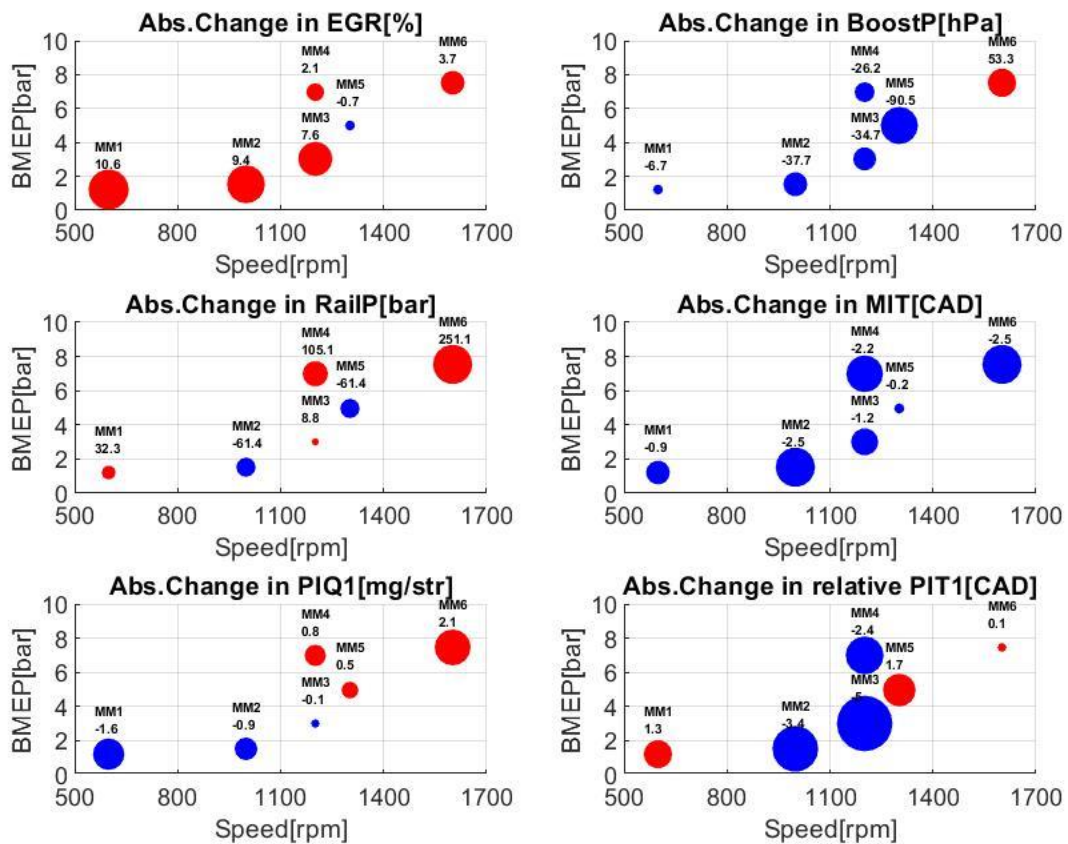 Abs.Change in EGR[%]
BMEP[bar]
10
8
6
4
2
0
MM1
10.6
MM2
9.4
MM3
7.6
MM4
2.1
MM5
-0.7
MM6
3.7
500 800 1100 1400 1700
Speed[rpm]
Abs.Change in BoostP[hPa]
BMEP[bar]
10
8
6
4
2
0
MM1
-6.7
MM2
-37.7
MM3
-34.7
MM4
-26.2
MM5
-90.5
MM6
53.3
500 800 1100 1400 1700
Speed[rpm]
Abs.Change in RailP[bar]
BMEP[bar]
10
8
6
4
2
0
MM1
32.3
MM2
-61.4
MM3
8.8
MM4
105.1
MM5
-61.4
MM6
251.1
500 800 1100 1400 1700
Speed[rpm]
Abs.Change in MIT[CAD]
BMEP[bar]
10
8
6
4
2
0
MM1
-0.9
MM2
-2.5
MM3
-1.2
MM4
-2.2
MM5
-0.2
MM6
-2.5
500 800 1100 1400 1700
Speed[rpm]
Abs.Change in PIQ1[mg/str]
BMEP[bar]
10
8
6
4
2
0
MM1
-1.6
MM2
-0.9
MM3
-0.1
MM4
0.8
MM5
0.5
MM6
2.1
500 800 1100 1400 1700
Speed[rpm]
Abs.Change in relative PIT1[CAD]
BMEP[bar]
10
8
6
4
2
0
MM1
1.3
MM2
-3.4
MM3
-5
MM4
-2.4
MM5
1.7
MM6
0.1
500 800 1100 1400 1700
Speed[rpm]